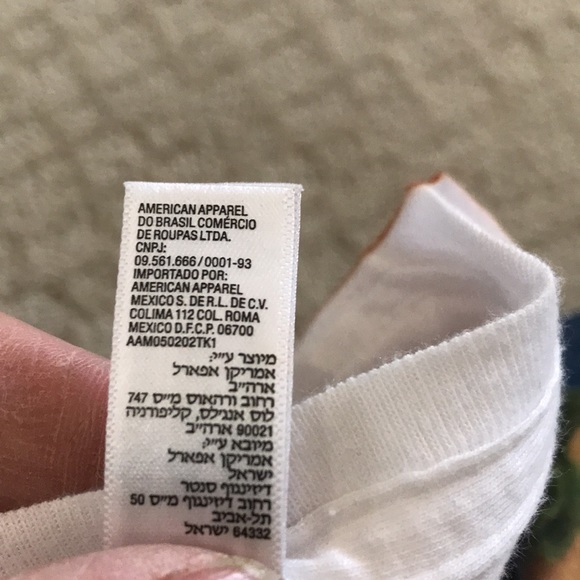 AMERICAN APPAREL
DO BRASIL COMÉRCIO
DE ROUPAS LTDA.
CNPJ:
09.561.666/0001-93
IMPORTADO POR:
AMERICAN APPAREL
MEXICO S. DE R.L. DE C.V.
COLIMA 112 COL. ROMA
MEXICO D.F.C.P. 06700
AAM050202TK1
מיוצר ע״י:
אמריקן אפארל
ארה״ב
רחוב ורהאוס מ״ס 747
לוס אנג׳לס, קליפורניה
90021 ארה״ב
מיובא ע״י:
אמריקן אפארל
ישראל
דיזינגוף סנטר
רחוב דיזינגוף מ״ס 50
תל-אביב
64332 ישראל